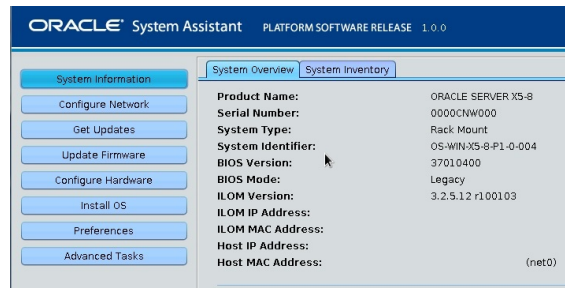 ORACLE® System Assistant PLATFORM SOFTWARE RELEASE 1.0.0
System Information
Configure Network
Get Updates
Update Firmware
Configure Hardware
Install OS
Preferences
Advanced Tasks
System Overview System Inventory
Product Name: ORACLE SERVER X5-8
Serial Number: 0000CNW000
System Type: Rack Mount
System Identifier: OS-WIN-X5-8-P1-0-004
BIOS Version: 37010400
BIOS Mode: Legacy
ILOM Version: 3.2.5.12 r100103
ILOM IP Address:
ILOM MAC Address:
Host IP Address:
Host MAC Address: (net0)